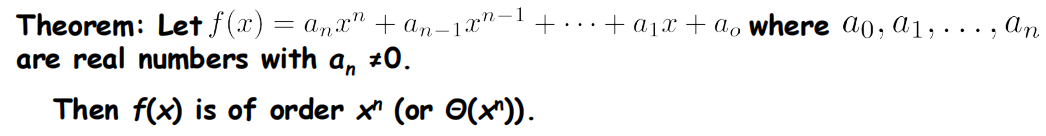 Theorem: Let f(x) = aₙxⁿ + aₙ₋₁xⁿ⁻¹ + ⋯ + a₁x + aₒ where a₀, a₁, . . . , aₙ
are real numbers with aₙ ≠0.
Then f(x) is of order xⁿ (or Θ(xⁿ)).